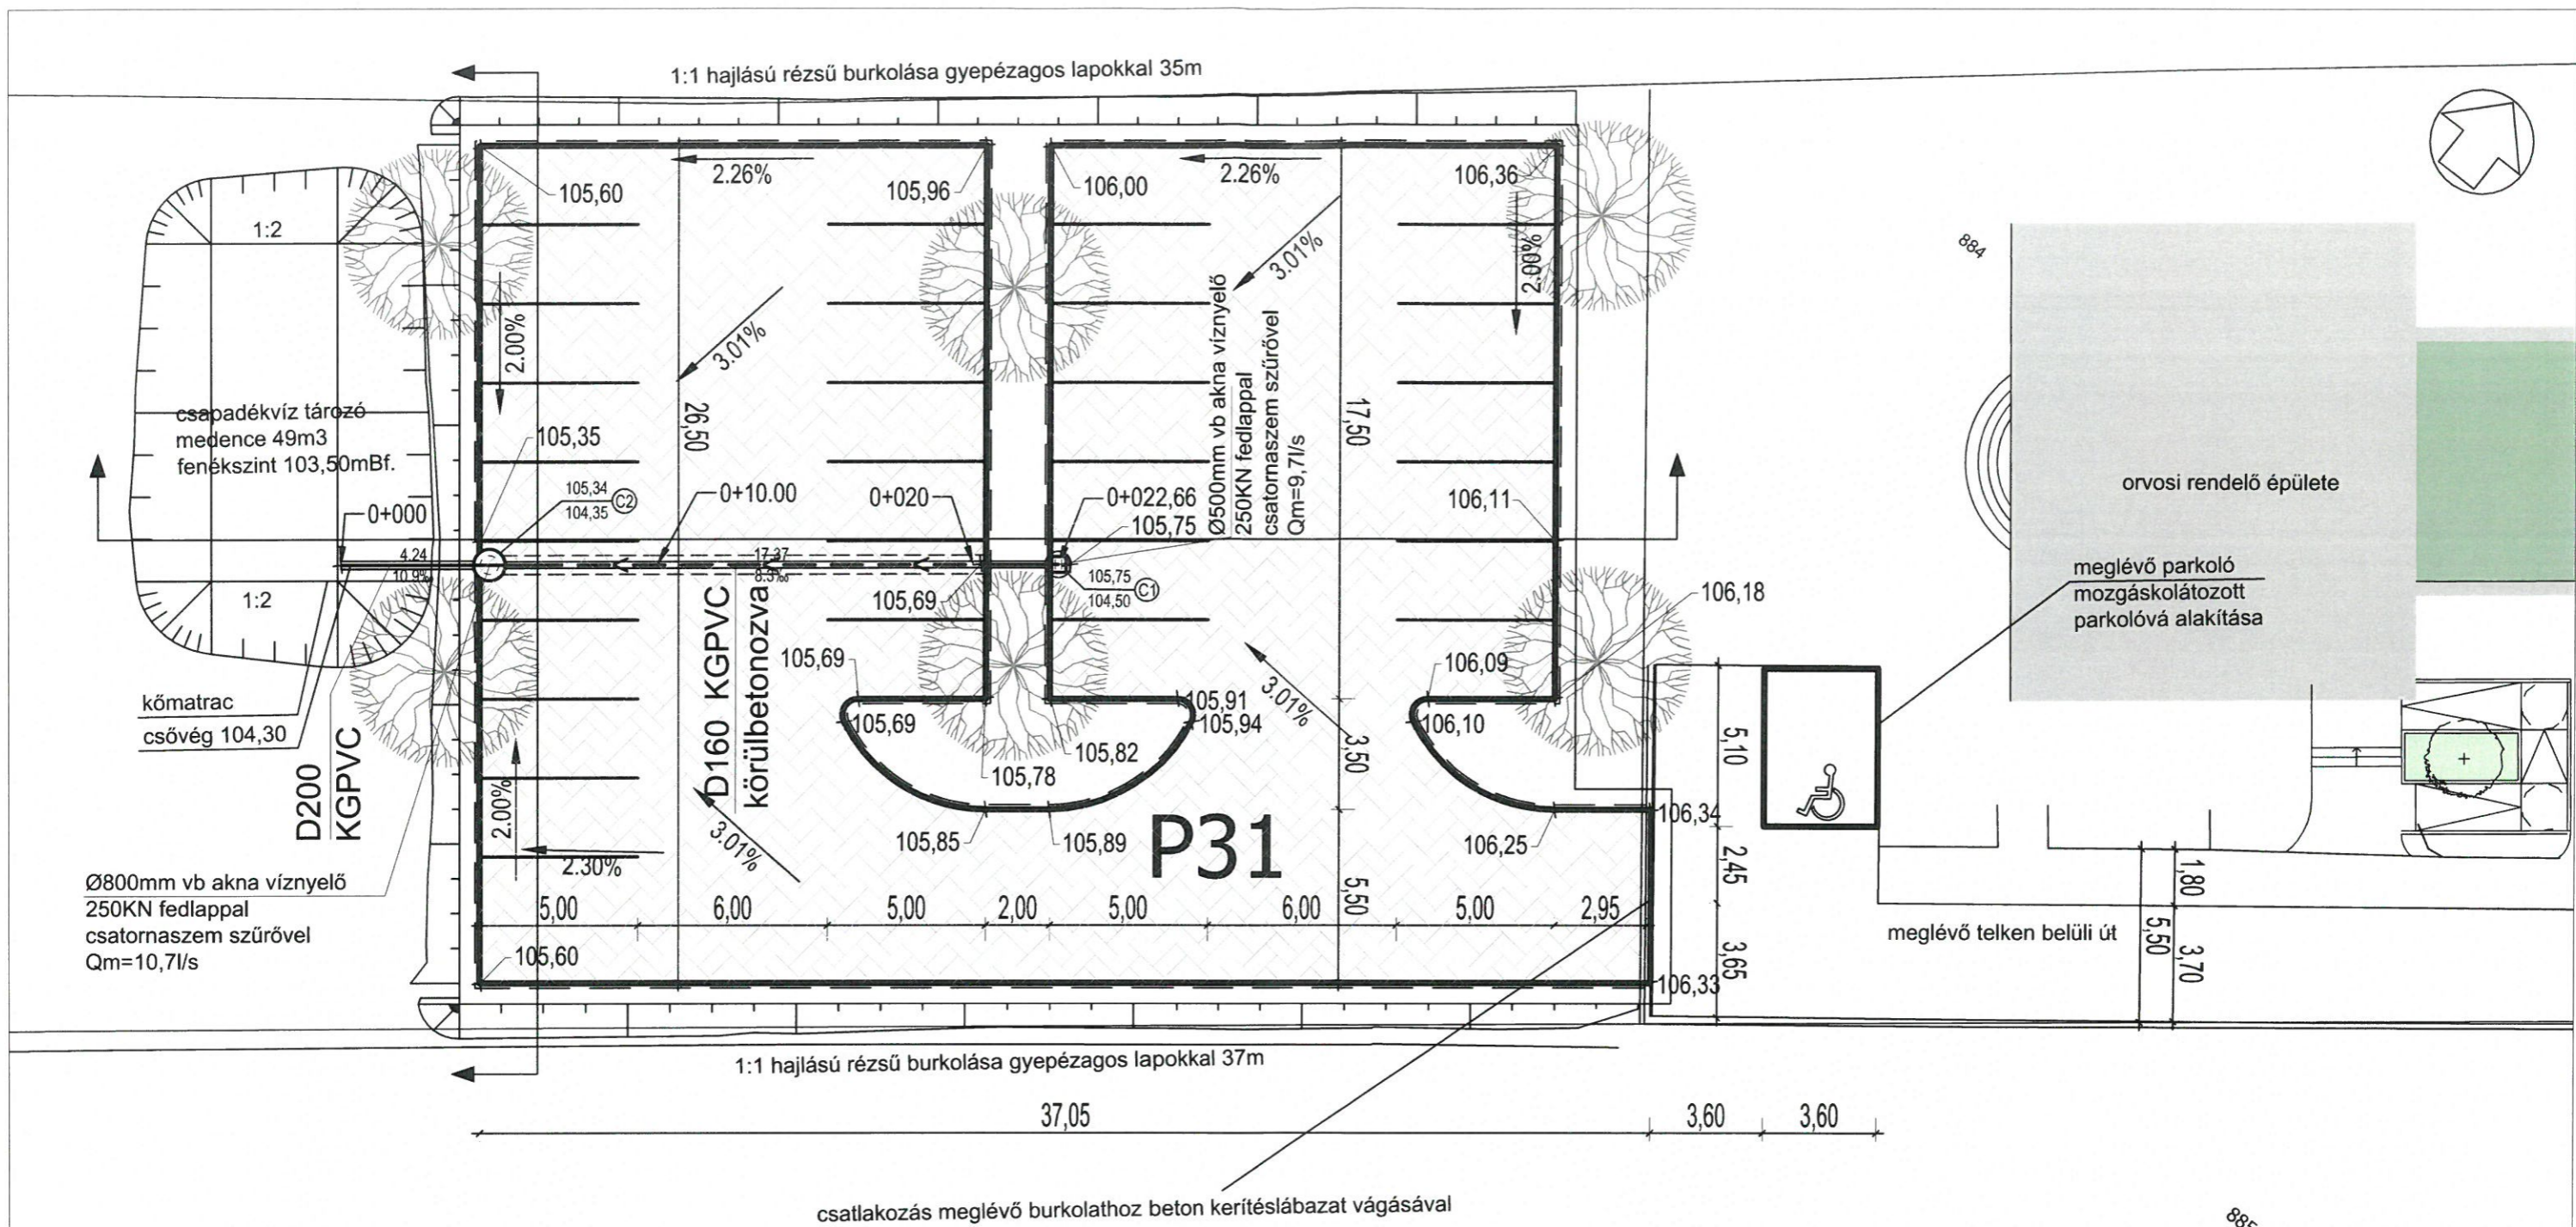 1:1 hajlású rézsű burkolása gyepézagos lapokkal 35m
2.26%
2.26%
105,60
105,96
106,00
106,36
1:2
3.01%
3.01%
2.00%
2.00%
884
Ø500mm vb akna víznyelő
250KN fedlappal
csatornaszem szűrővel
Qm=9,7l/s
26,50
17,50
csapadékvíz tározó
medence 49m3
fenékszint 103,50mBf.
105,35
105,34
104,35
C2
0+000
0+10.00
0+020
0+022,66
105,75
106,11
orvosi rendelő épülete
4.24
10.9‰
17.37
8.3‰
105,75
104,50
C1
105,69
106,18
1:2
meglévő parkoló
mozgáskolátozott
parkolóvá alakítása
D160 KGPVC
körülbetonozva
105,69
106,09
105,91
105,94
105,69
106,10
3.01%
kőmatrac
csővég 104,30
D200
KGPVC
105,82
105,78
3,50
5,10
2.00%
3.01%
2.30%
105,85
105,89
P31
106,25
106,34
2,45
1,80
Ø800mm vb akna víznyelő
250KN fedlappal
csatornaszem szűrővel
Qm=10,7l/s
5,00
6,00
5,00
2,00
5,00
6,00
5,00
2,95
5,50
meglévő telken belüli út
5,50
3,70
3,65
105,60
106,33
1:1 hajlású rézsű burkolása gyepézagos lapokkal 37m
37,05
3,60
3,60
csatlakozás meglévő burkolathoz beton kerítéslábazat vágásával
885